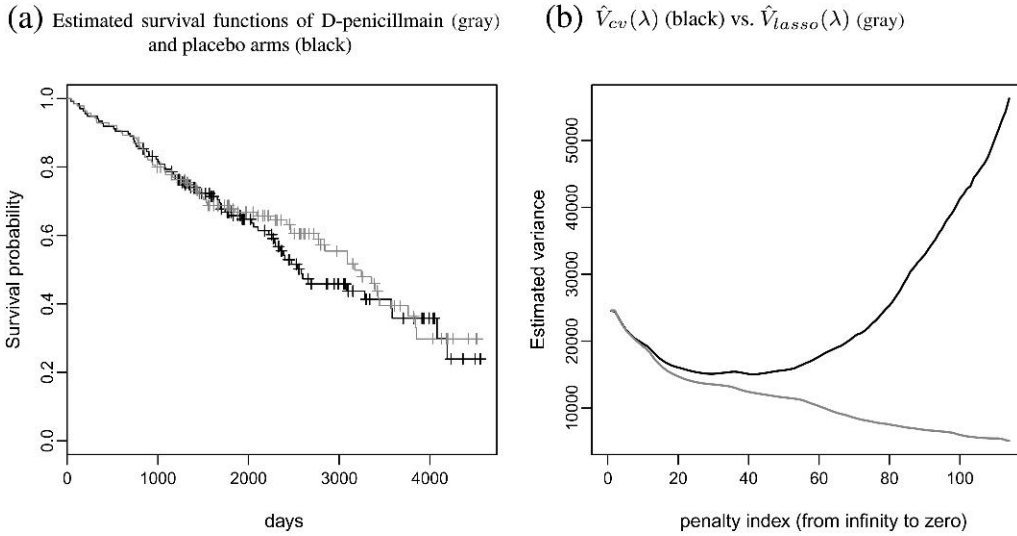 (a) Estimated survival functions of D-penicillmain (gray)
and placebo arms (black)
Survival probability
1.0
0.8
0.6
0.4
0.2
0.0
0 1000 2000 3000 4000
days
(b) V̂cv(λ) (black) vs. V̂lasso(λ) (gray)
Estimated variance
50000
40000
30000
20000
10000
0 20 40 60 80 100
penalty index (from infinity to zero)